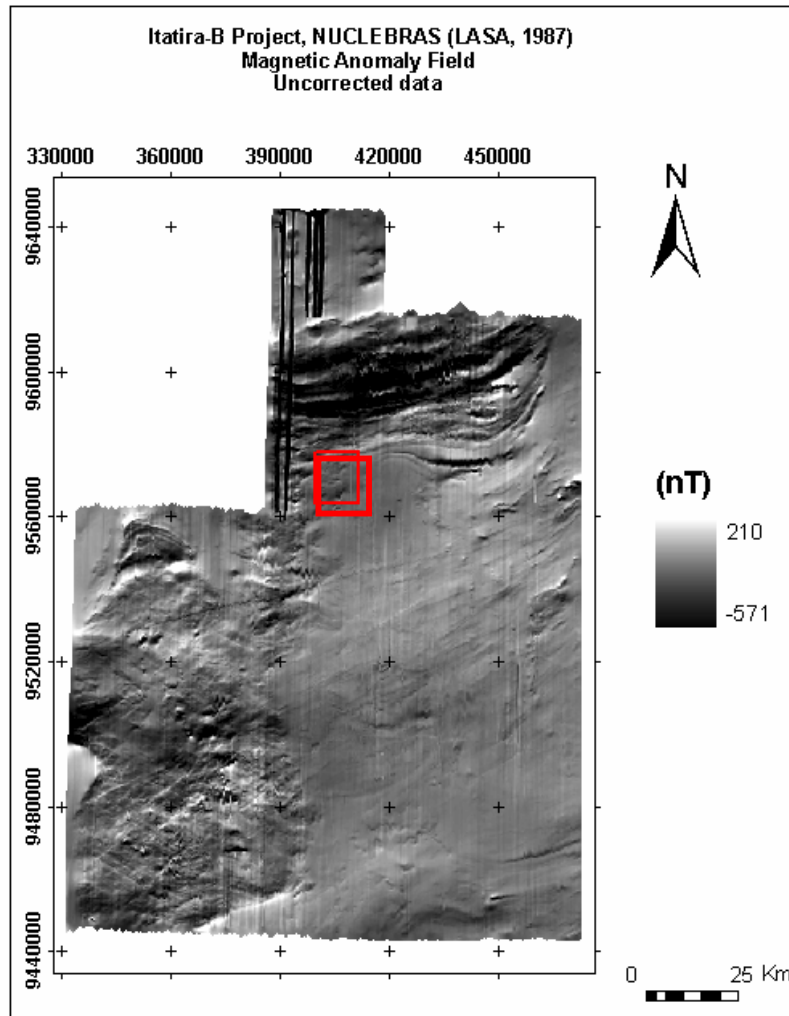 Itatira-B Project, NUCLEBRAS (LASA, 1987)
Magnetic Anomaly Field
Uncorrected data
330000 360000 390000 420000 450000
N
9640000
9600000
9560000
9520000
9480000
9440000
(nT)
210
-571
0 25 Km